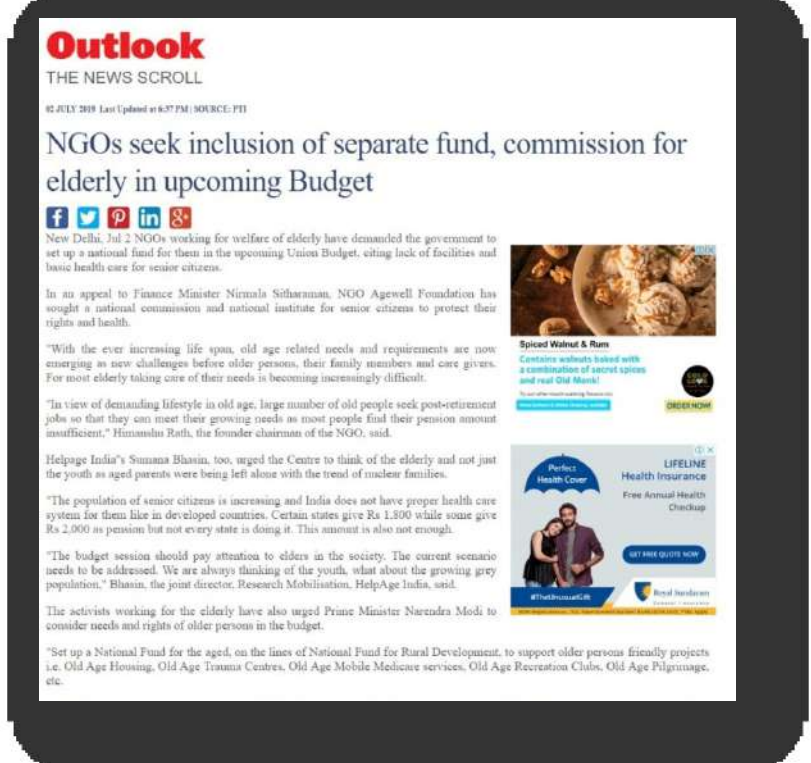 Outlook
THE NEWS SCROLL
02 JULY 2019 Last Updated at 6:57 PM | SOURCE: PTI
NGOs seek inclusion of separate fund, commission for
elderly in upcoming Budget
New Delhi, Jul 2 NGOs working for welfare of elderly have demanded the government to
set up a national fund for them in the upcoming Union Budget, citing lack of facilities and
basic health care for senior citizens.
In an appeal to Finance Minister Nirmala Sitharaman, NGO Agewell Foundation has
sought a national commission and national institute for senior citizens to protect their
rights and health.
"With the ever increasing life span, old age related needs and requirements are now
emerging as new challenges before older persons, their family members and care givers.
For most elderly taking care of their needs is becoming increasingly difficult.
"In view of demanding lifestyle in old age, large number of old people seek post-retirement
jobs so that they can meet their growing needs as most people find their pension amount
insufficient," Himanshu Rath, the founder chairman of the NGO, said.
Helpage India"s Sumana Bhasin, too, urged the Centre to think of the elderly and not just
the youth as aged parents were being left alone with the trend of nuclear families.
"The population of senior citizens is increasing and India does not have proper health care
system for them like in developed countries. Certain states give Rs 1,800 while some give
Rs 2,000 as pension but not every state is doing it. This amount is also not enough.
"The budget session should pay attention to elders in the society. The current scenario
needs to be addressed. We are always thinking of the youth, what about the growing grey
population," Bhasin, the joint director, Research Mobilisation, HelpAge India, said.
The activists working for the elderly have also urged Prime Minister Narendra Modi to
consider needs and rights of older persons in the budget.
"Set up a National Fund for the aged, on the lines of National Fund for Rural Development, to support older persons friendly projects
i.e. Old Age Housing, Old Age Trauma Centres, Old Age Mobile Medicare services, Old Age Recreation Clubs, Old Age Pilgrimage,
etc.
Spiced Walnut & Rum
Contains walnuts baked with
a combination of secret spices
and real Old Monk!
ORDER NOW!
Perfect
Health Cover
LIFELINE
Health Insurance
Free Annual Health
Checkup
GET FREE QUOTE NOW
#TheUnusualGift
Royal Sundaram